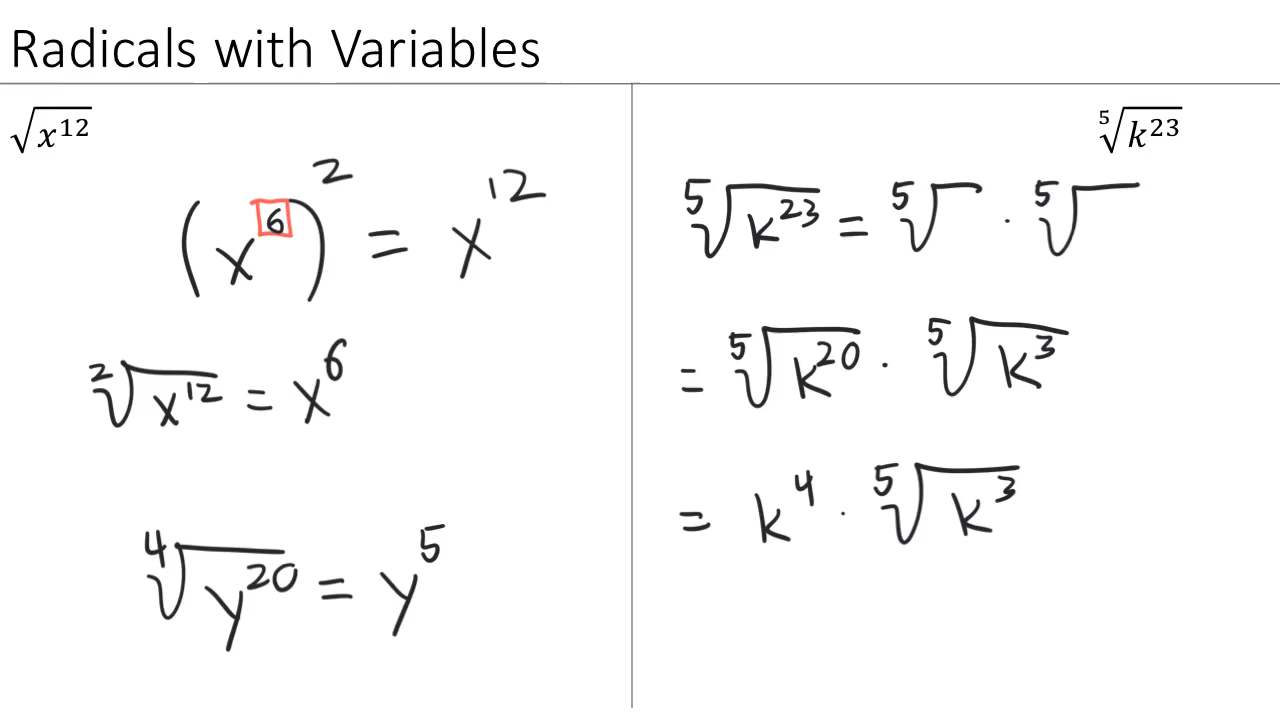 Radicals with Variables
√x¹²
(x⁶)² = x¹²
²√x¹² = x⁶
⁴√y²⁰ = y⁵
⁵√k²³
⁵√k²³ = ⁵√ · ⁵√
= ⁵√k²⁰ · ⁵√k³
= k⁴ · ⁵√k³